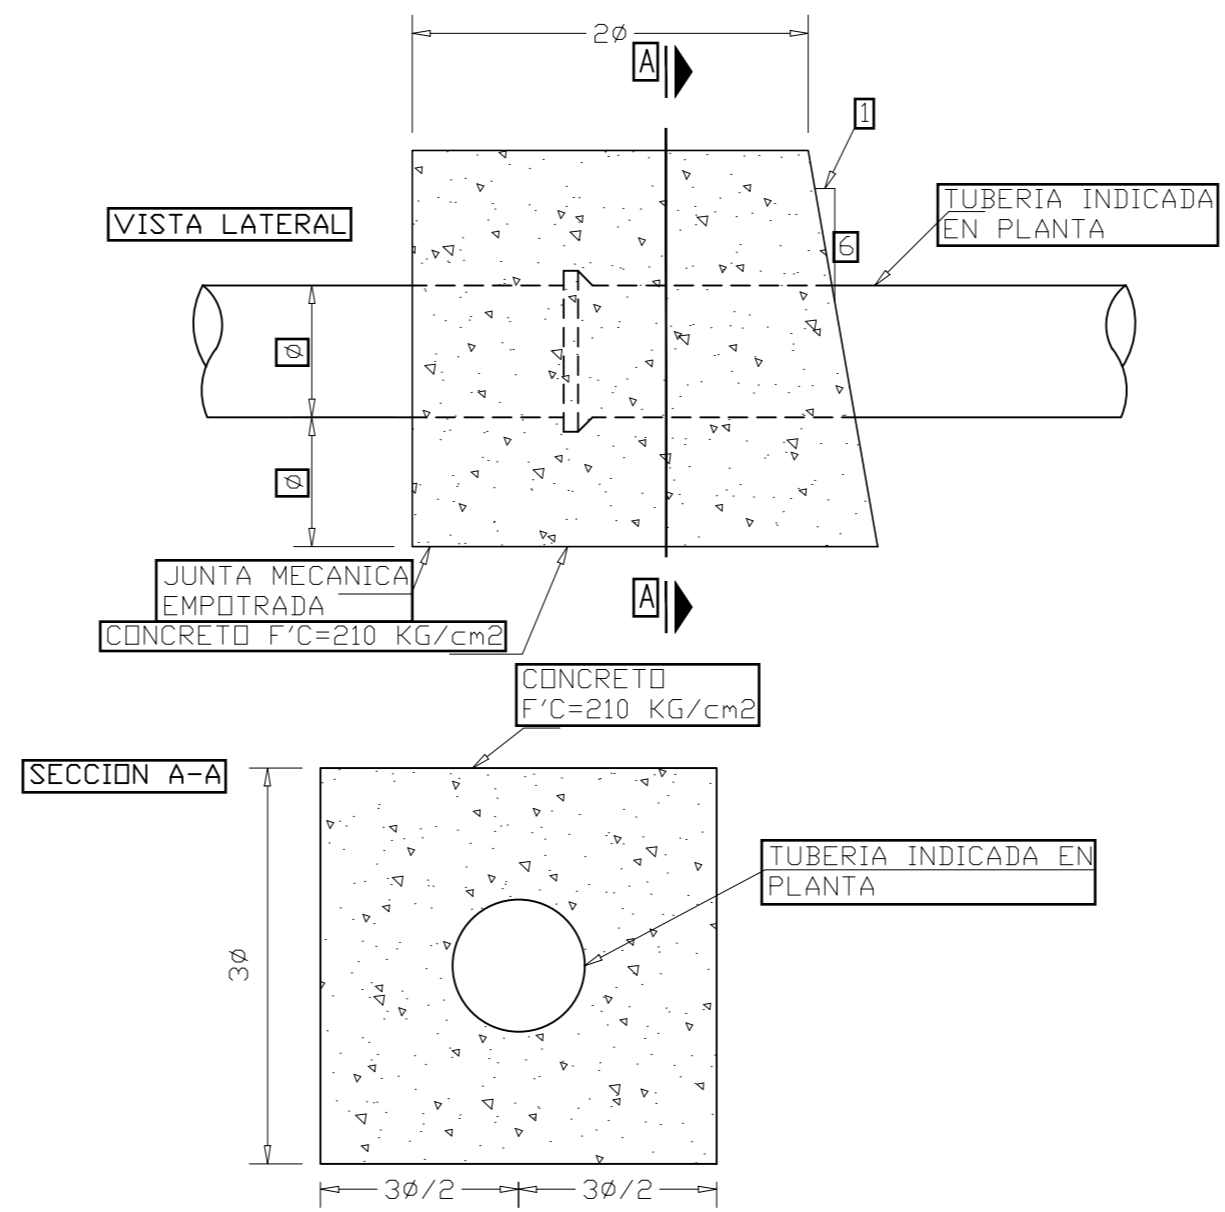 2Ø
A
1
VISTA LATERAL
TUBERIA INDICADA
EN PLANTA
6
Ø
Ø
JUNTA MECANICA
EMPOTRADA
A
CONCRETO F'C=210 KG/cm2
CONCRETO
F'C=210 KG/cm2
SECCION A-A
TUBERIA INDICADA EN
PLANTA
3Ø
3Ø/2
3Ø/2